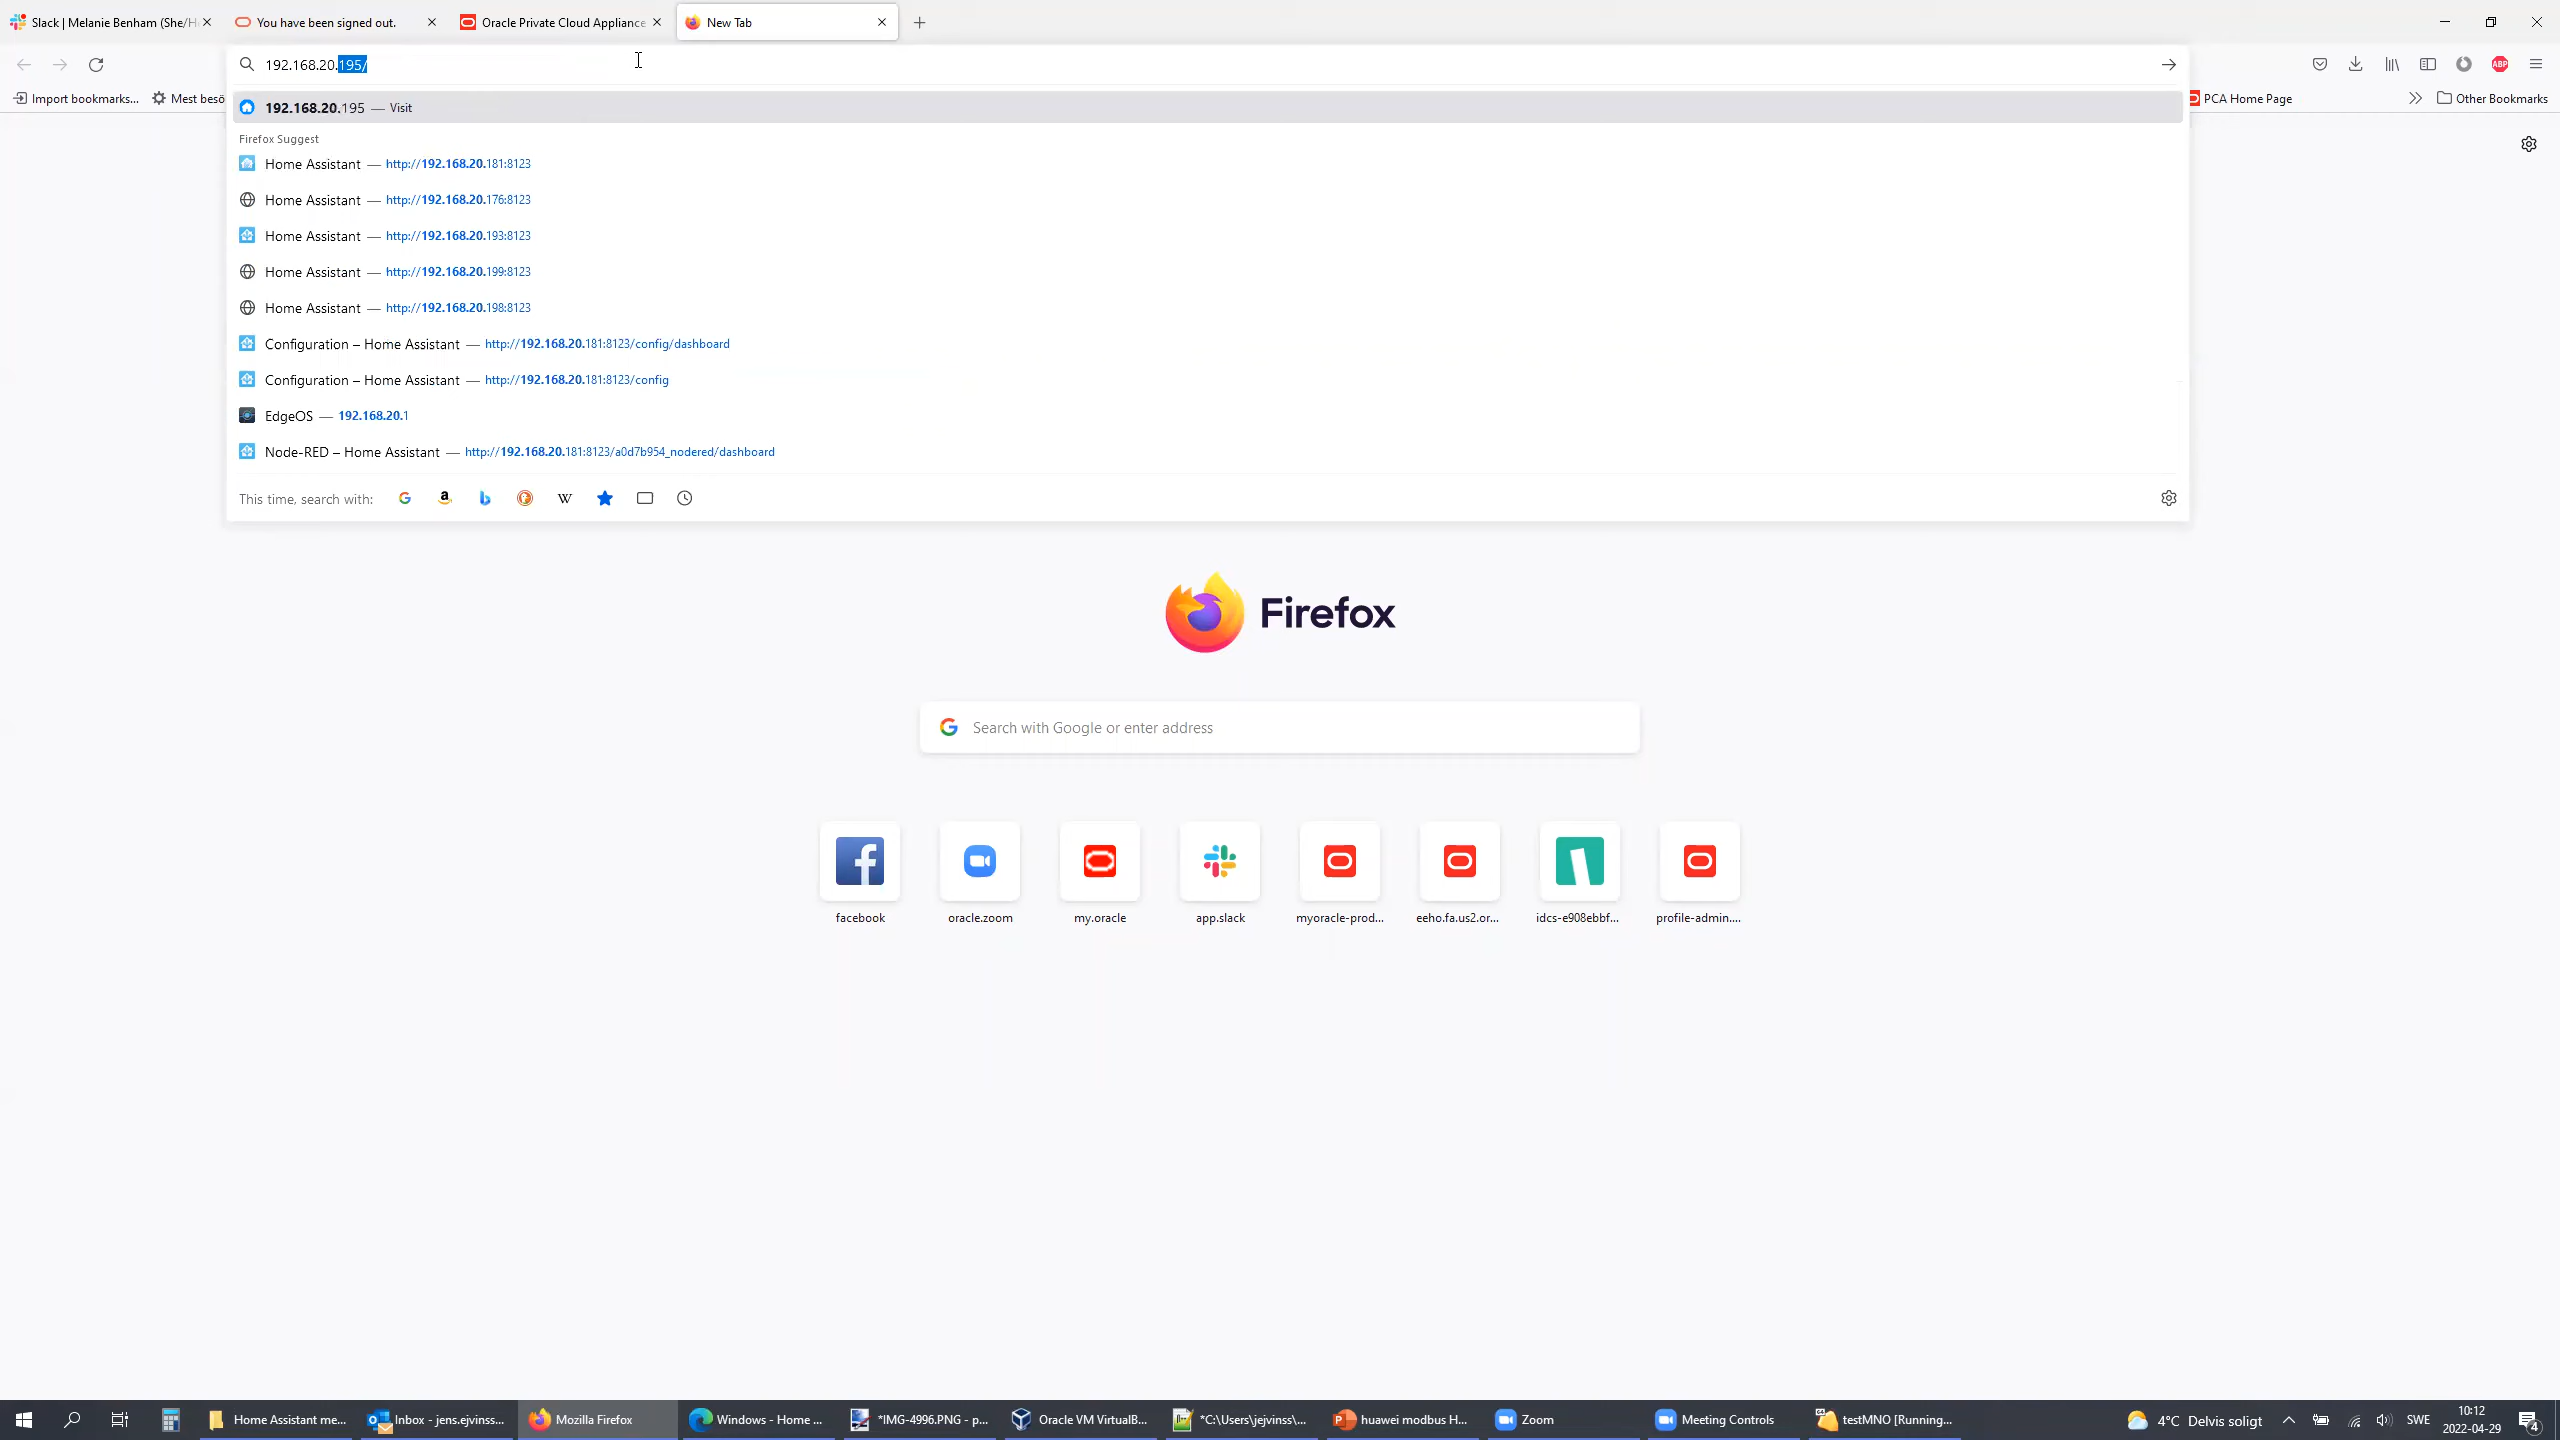 Slack | Melanie Benham (She/H
You have been signed out.
Oracle Private Cloud Appliance
New Tab
192.168.20.195/
Import bookmarks...
Mest besö
192.168.20.195 — Visit
PCA Home Page
Other Bookmarks
Firefox Suggest
Home Assistant — http://192.168.20.181:8123
Home Assistant — http://192.168.20.176:8123
Home Assistant — http://192.168.20.193:8123
Home Assistant — http://192.168.20.199:8123
Home Assistant — http://192.168.20.198:8123
Configuration – Home Assistant — http://192.168.20.181:8123/config/dashboard
Configuration – Home Assistant — http://192.168.20.181:8123/config
EdgeOS — 192.168.20.1
Node-RED – Home Assistant — http://192.168.20.181:8123/a0d7b954_nodered/dashboard
This time, search with:
Firefox
Search with Google or enter address
facebook
oracle.zoom
my.oracle
app.slack
myoracle-prod...
eeho.fa.us2.or...
idcs-e908ebbf...
profile-admin....
Home Assistant me...
Inbox - jens.ejvinss...
Mozilla Firefox
Windows - Home ...
*IMG-4996.PNG - p...
Oracle VM VirtualB...
*C:\Users\jejvinss\...
huawei modbus H...
Zoom
Meeting Controls
testMNO [Running...
4°C Delvis soligt
SWE
10:12
2022-04-29
4